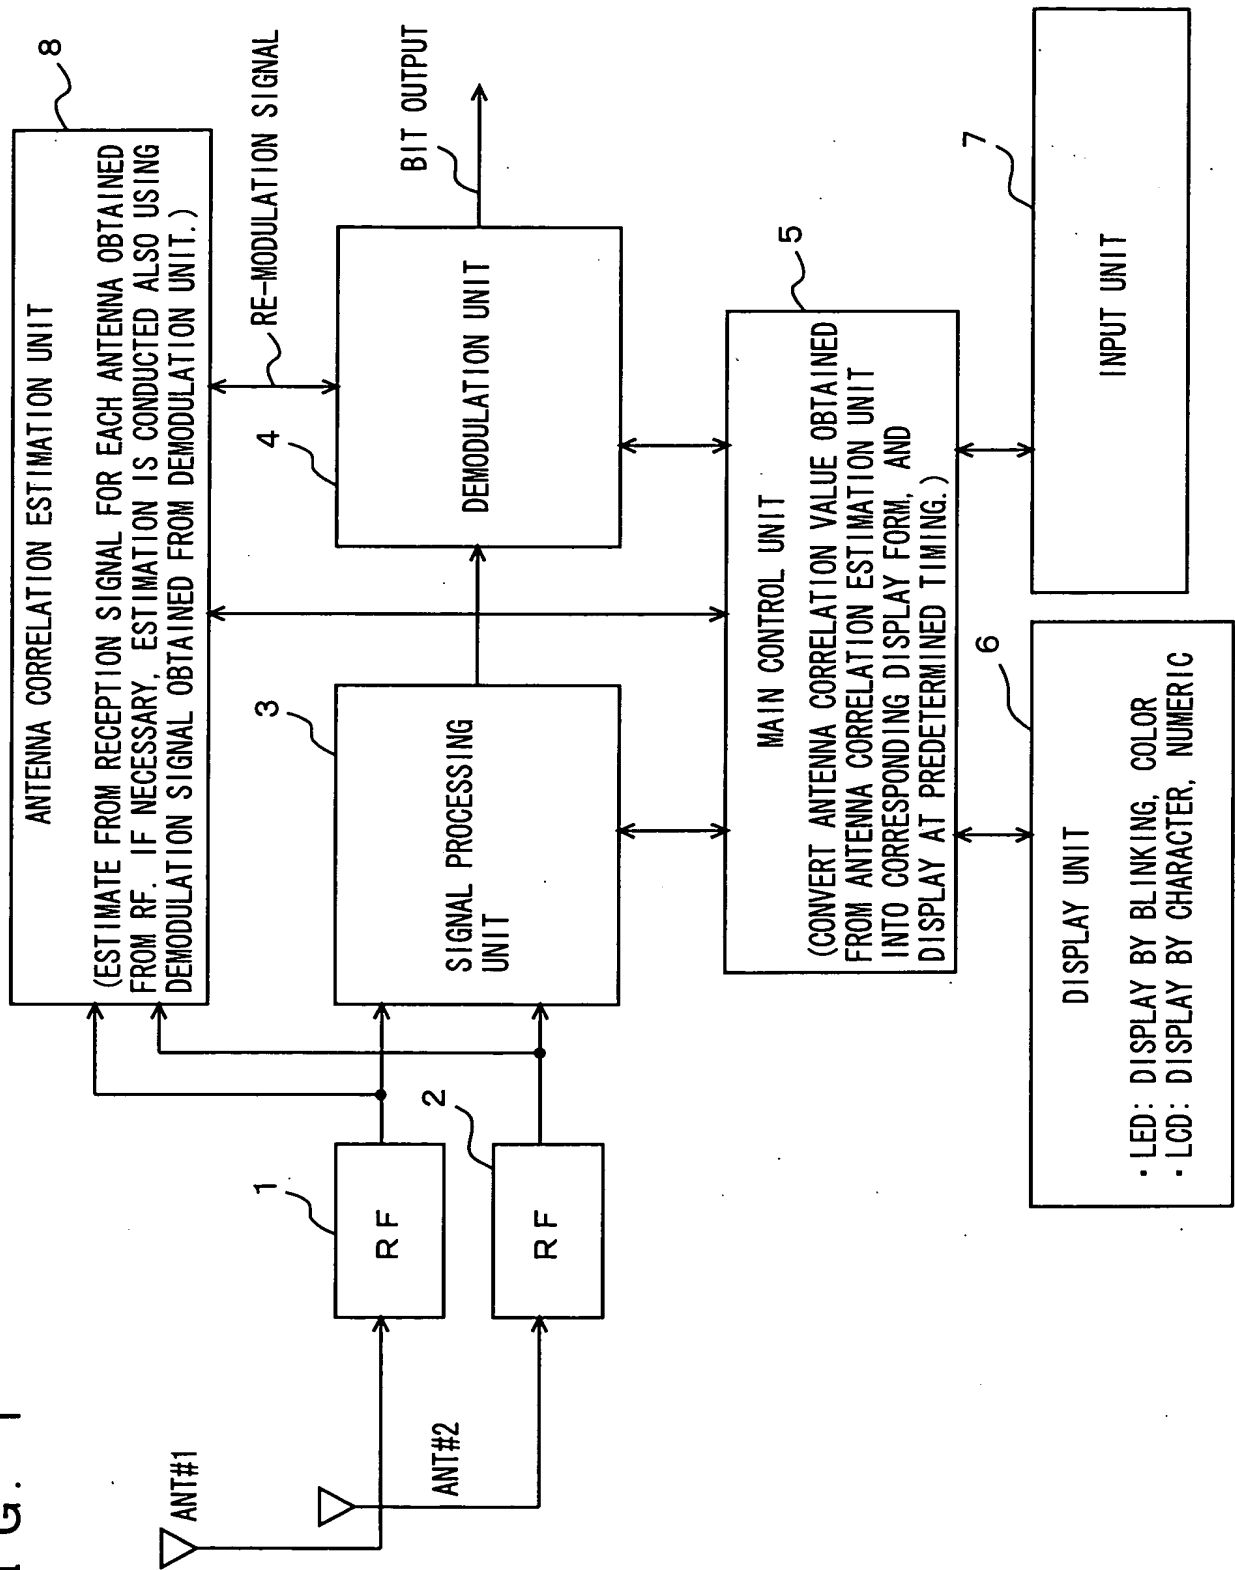 FIG. 1
ANTENNA CORRELATION ESTIMATION UNIT
(ESTIMATE FROM RECEPTION SIGNAL FOR EACH ANTENNA OBTAINED
FROM RF. IF NECESSARY, ESTIMATION IS CONDUCTED ALSO USING
DEMODULATION SIGNAL OBTAINED FROM DEMODULATION UNIT.)
8
RE-MODULATION SIGNAL
ANT#1
ANT#2
1
RF
2
RF
3
SIGNAL PROCESSING
UNIT
4
DEMODULATION UNIT
BIT OUTPUT
5
MAIN CONTROL UNIT
(CONVERT ANTENNA CORRELATION VALUE OBTAINED
FROM ANTENNA CORRELATION ESTIMATION UNIT
INTO CORRESPONDING DISPLAY FORM, AND
DISPLAY AT PREDETERMINED TIMING.)
6
DISPLAY UNIT
・LED: DISPLAY BY BLINKING, COLOR
・LCD: DISPLAY BY CHARACTER, NUMERIC
7
INPUT UNIT